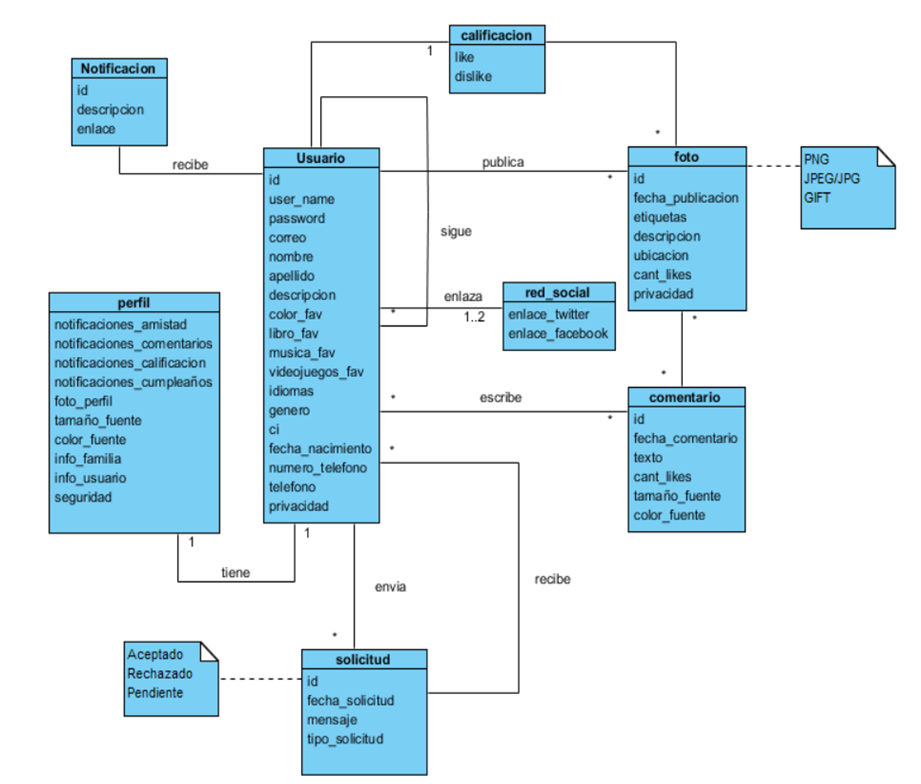 calificacion
like
dislike
1
*
Notificacion
id
descripcion
enlace
recibe
Usuario
id
user_name
password
correo
nombre
apellido
descripcion
color_fav
libro_fav
musica_fav
videojuegos_fav
idiomas
genero
ci
fecha_nacimiento
numero_telefono
telefono
privacidad
publica
*
sigue
*
foto
id
fecha_publicacion
etiquetas
descripcion
ubicacion
cant_likes
privacidad
PNG
JPEG/JPG
GIFT
enlaza
1..2
red_social
enlace_twitter
enlace_facebook
perfil
notificaciones_amistad
notificaciones_comentarios
notificaciones_calificacion
notificaciones_cumpleaños
foto_perfil
tamaño_fuente
color_fuente
info_familia
info_usuario
seguridad
*
*
escribe
*
*
comentario
id
fecha_comentario
texto
cant_likes
tamaño_fuente
color_fuente
*
1
1
tiene
envia
recibe
*
Aceptado
Rechazado
Pendiente
solicitud
id
fecha_solicitud
mensaje
tipo_solicitud